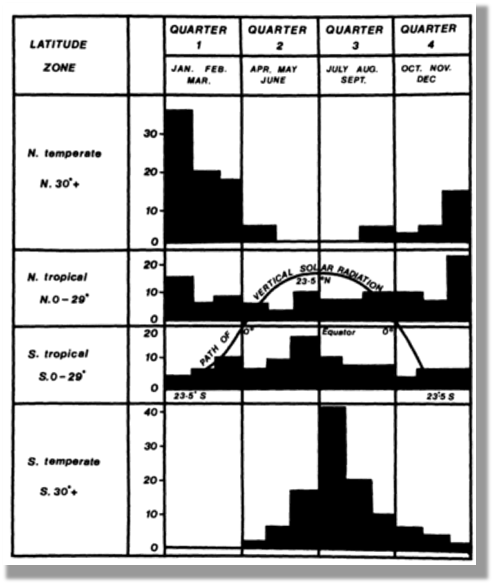 LATITUDE
ZONE
QUARTER
1
QUARTER
2
QUARTER
3
QUARTER
4
JAN. FEB.
MAR.
APR. MAY
JUNE
JULY AUG.
SEPT.
OCT. NOV.
DEC
N. temperate
N. 30°+
30
20
10
0
N. tropical
N. 0-29°
20
10
0
VERTICAL SOLAR RADIATION
23·5°N
S. tropical
S. 0-29°
20
10
0
PATH OF
0°
Equator
0°
23·5° S
23°5 S
S. temperate
S. 30°+
40
30
20
10
0